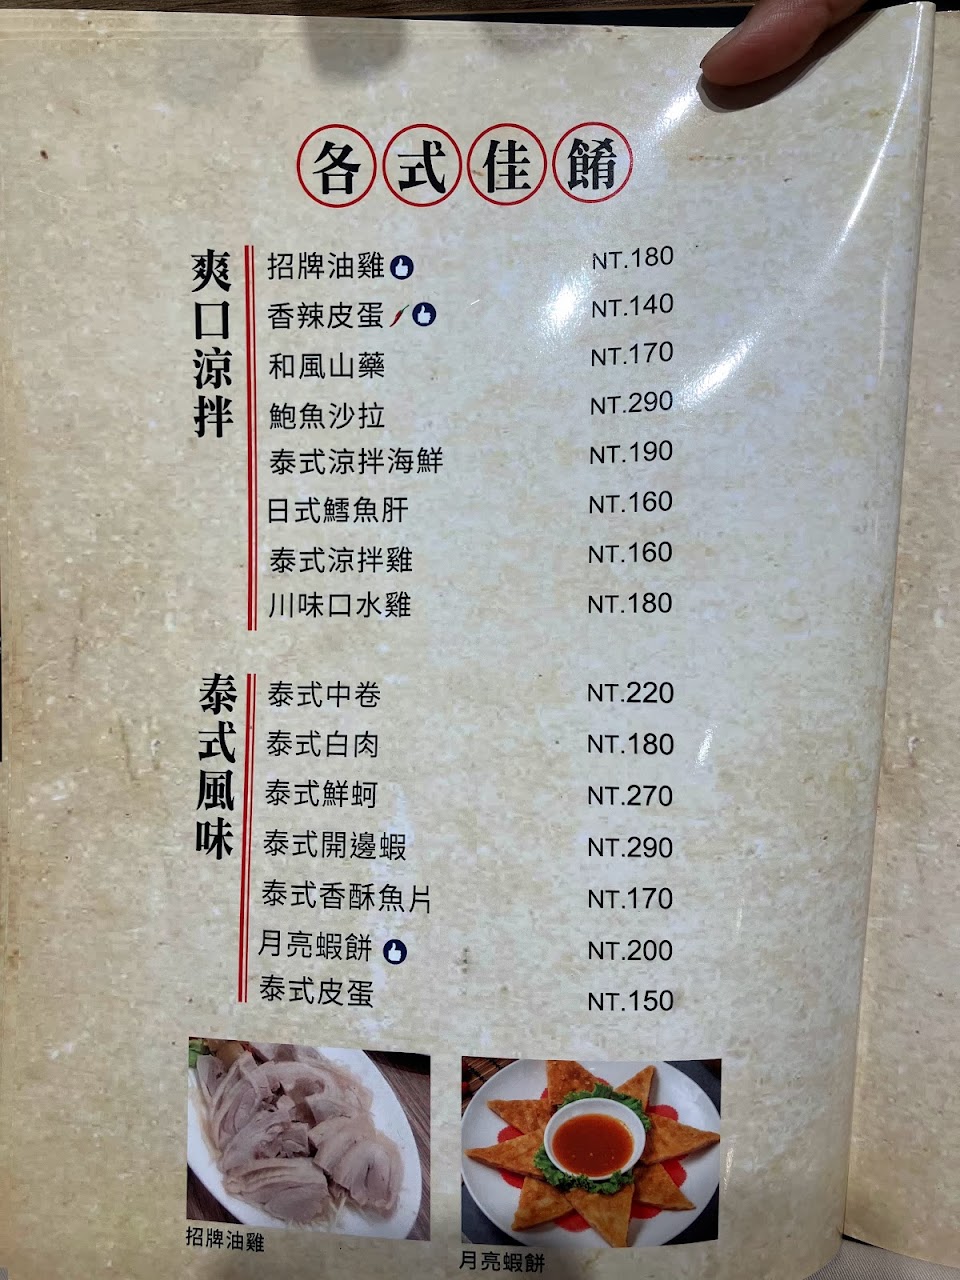 各式佳餚
爽口涼拌
招牌油雞 NT.180
香辣皮蛋 NT.140
和風山藥 NT.170
鮑魚沙拉 NT.290
泰式涼拌海鮮 NT.190
日式鱈魚肝 NT.160
泰式涼拌雞 NT.160
川味口水雞 NT.180
泰式風味
泰式中卷 NT.220
泰式白肉 NT.180
泰式鮮蚵 NT.270
泰式開邊蝦 NT.290
泰式香酥魚片 NT.170
月亮蝦餅 NT.200
泰式皮蛋 NT.150
招牌油雞
月亮蝦餅